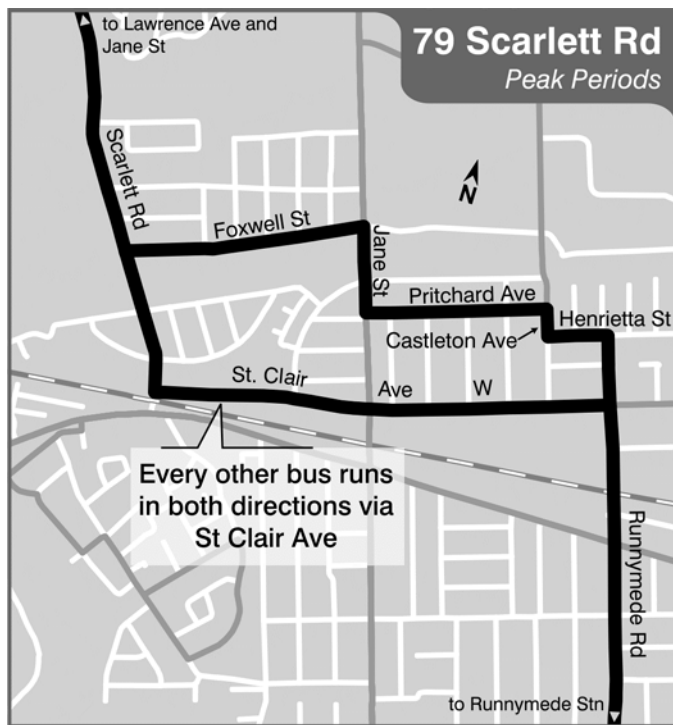 to Lawrence Ave and
Jane St
79 Scarlett Rd
Peak Periods
Scarlett Rd
N
Foxwell St
Jane St
Pritchard Ave
Henrietta St
Castleton Ave
St. Clair Ave W
Every other bus runs
in both directions via
St Clair Ave
Runnymede Rd
to Runnymede Stn